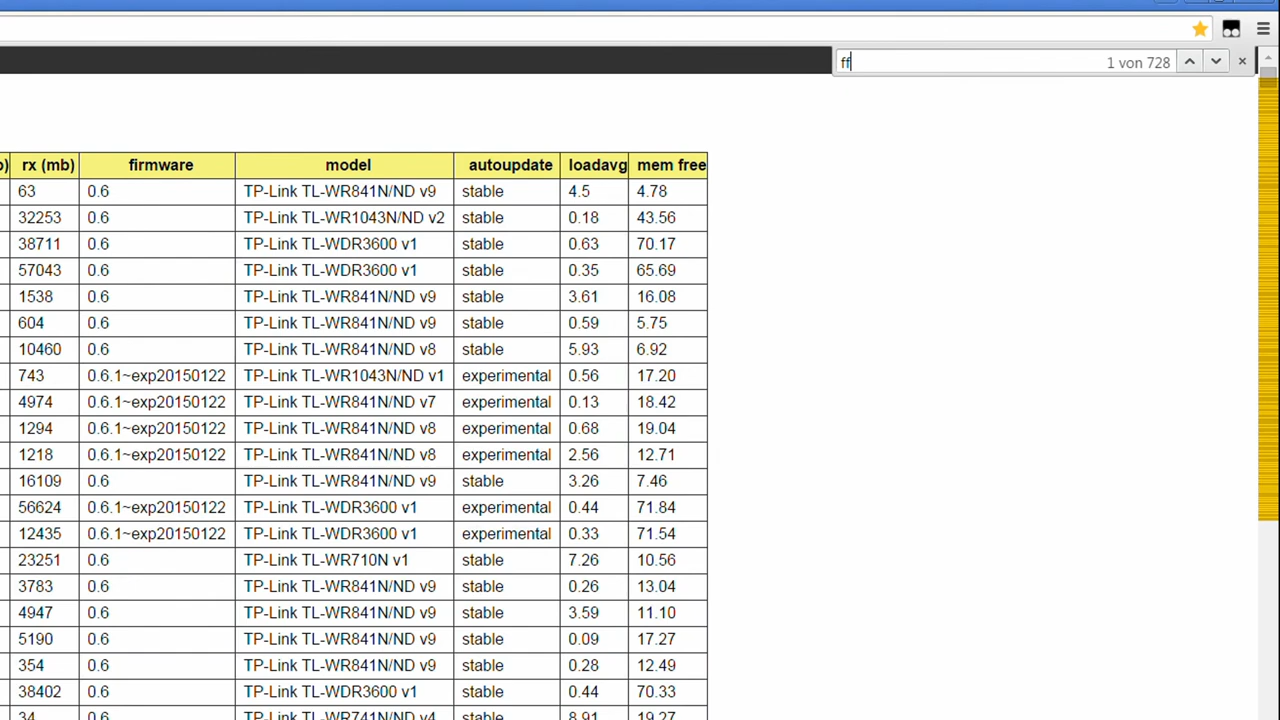 ff 1 von 728
rx (mb) firmware model autoupdate loadavg mem free
63 0.6 TP-Link TL-WR841N/ND v9 stable 4.5 4.78
32253 0.6 TP-Link TL-WR1043N/ND v2 stable 0.18 43.56
38711 0.6 TP-Link TL-WDR3600 v1 stable 0.63 70.17
57043 0.6 TP-Link TL-WDR3600 v1 stable 0.35 65.69
1538 0.6 TP-Link TL-WR841N/ND v9 stable 3.61 16.08
604 0.6 TP-Link TL-WR841N/ND v9 stable 0.59 5.75
10460 0.6 TP-Link TL-WR841N/ND v8 stable 5.93 6.92
743 0.6.1~exp20150122 TP-Link TL-WR1043N/ND v1 experimental 0.56 17.20
4974 0.6.1~exp20150122 TP-Link TL-WR841N/ND v7 experimental 0.13 18.42
1294 0.6.1~exp20150122 TP-Link TL-WR841N/ND v8 experimental 0.68 19.04
1218 0.6.1~exp20150122 TP-Link TL-WR841N/ND v8 experimental 2.56 12.71
16109 0.6 TP-Link TL-WR841N/ND v9 stable 3.26 7.46
56624 0.6.1~exp20150122 TP-Link TL-WDR3600 v1 experimental 0.44 71.84
12435 0.6.1~exp20150122 TP-Link TL-WDR3600 v1 experimental 0.33 71.54
23251 0.6 TP-Link TL-WR710N v1 stable 7.26 10.56
3783 0.6 TP-Link TL-WR841N/ND v9 stable 0.26 13.04
4947 0.6 TP-Link TL-WR841N/ND v9 stable 3.59 11.10
5190 0.6 TP-Link TL-WR841N/ND v9 stable 0.09 17.27
354 0.6 TP-Link TL-WR841N/ND v9 stable 0.28 12.49
38402 0.6 TP-Link TL-WDR3600 v1 stable 0.44 70.33
34 0.6 TP-Link TL-WR741N/ND v4 stable 8.91 19.27